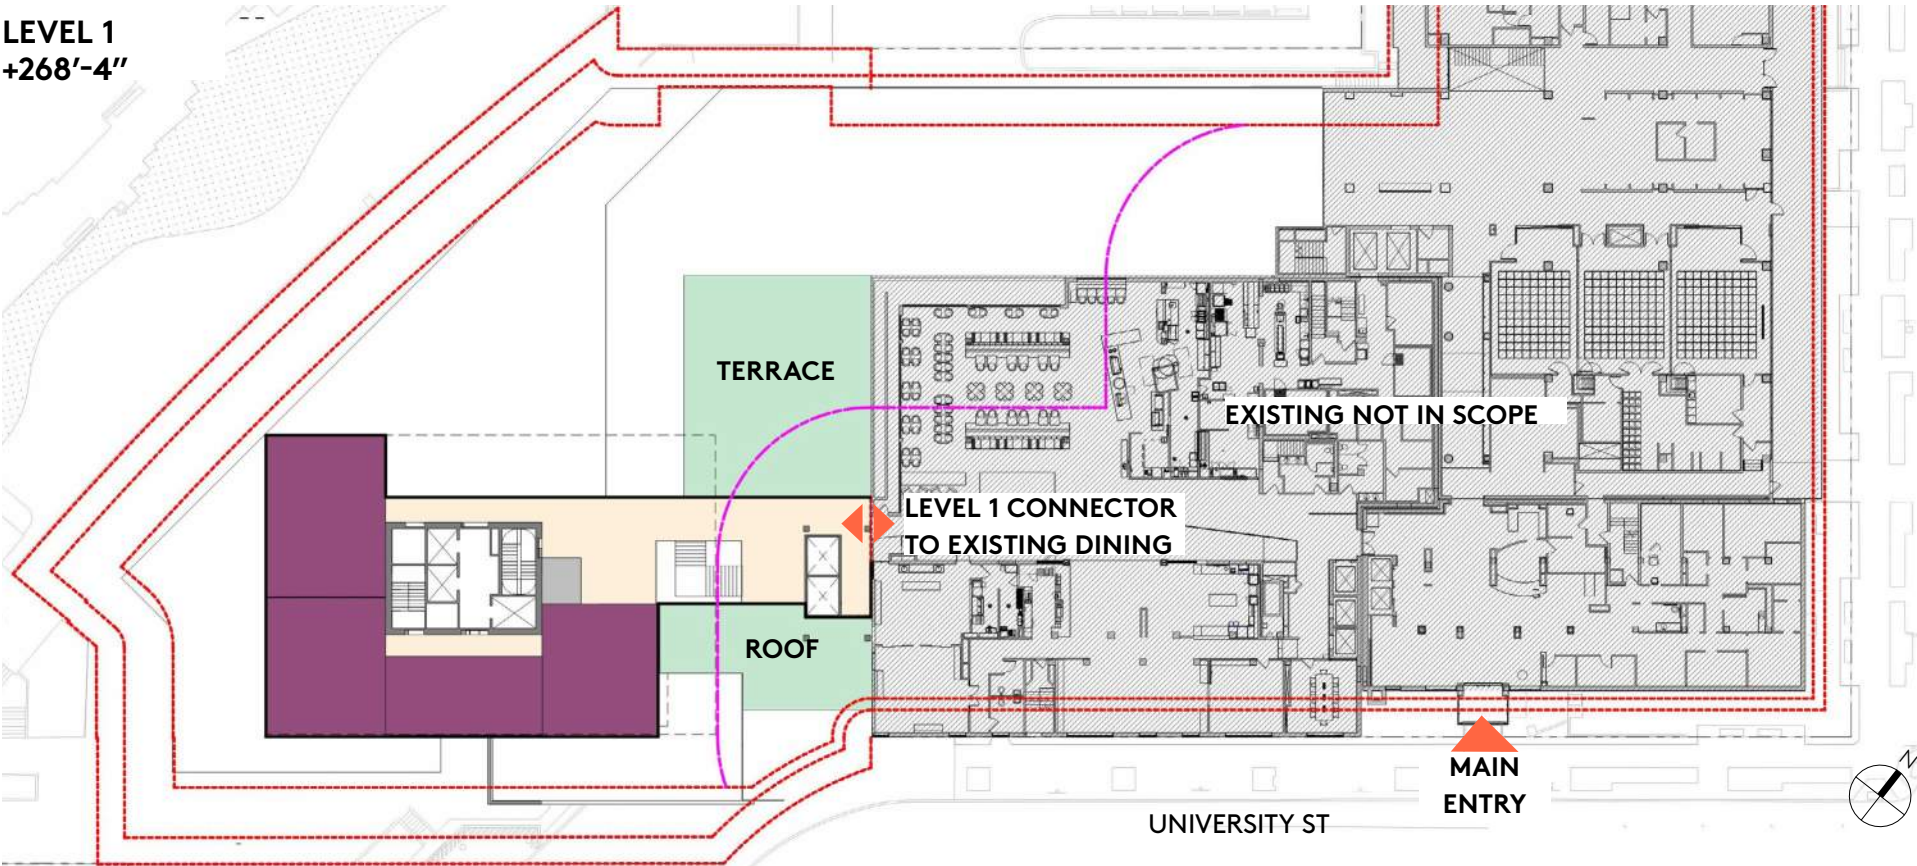 LEVEL 1
+268'-4"
TERRACE
EXISTING NOT IN SCOPE
LEVEL 1 CONNECTOR
TO EXISTING DINING
ROOF
MAIN
ENTRY
UNIVERSITY ST
N